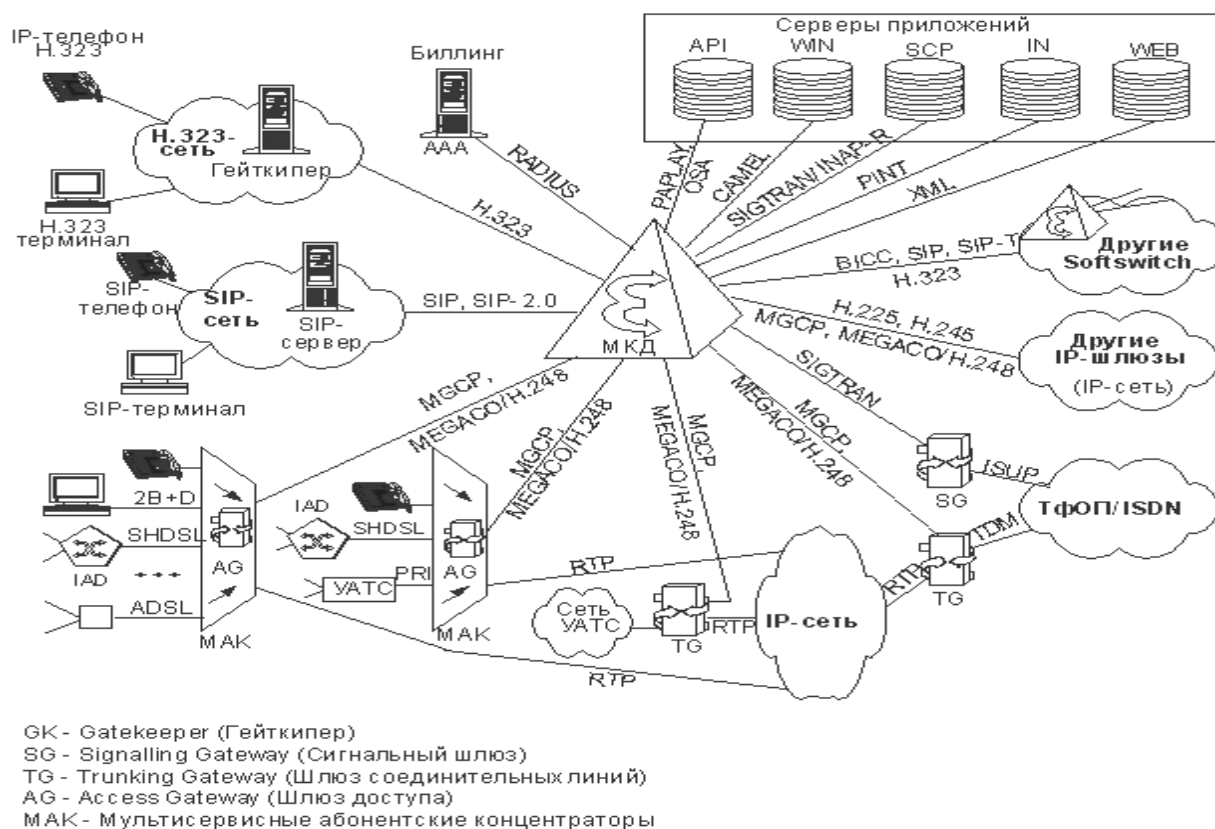 Серверы приложений
API
WIN
SCP
IN
WEB
IP-телефон
H.323
Биллинг
AAA
RADIUS
H.323-
сеть
Гейткипер
H.323
H.323
терминал
PAPLAY
OSA
CAMEL
SIGTRAN/INAP-R
PINT
XML
BICC, SIP, SIP-T
H.323
Другие
Softswitch
SIP-
телефон
SIP-
сеть
SIP-
сервер
SIP, SIP-2.0
SIP-терминал
МКД
H.225, H.245
MGCP, MEGACO/H.248
Другие
IP-шлюзы
(IP-сеть)
SIGTRAN
SG
ISUP
ТфОП/ISDN
MGCP,
MEGACO/H.248
MGCP,
MEGACO/H.248
MGCP,
MEGACO/H.248
MGCP,
MEGACO/H.248
2B+D
SHDSL
IAD
ADSL
AG
МАК
IAD
SHDSL
УАТС
PRI
AG
МАК
RTP
Сеть
УАТС
TG
RTP
IP-сеть
RTP
TDM
TG
RTP
GK - Gatekeeper (Гейткипер)
SG - Signalling Gateway (Сигнальный шлюз)
TG - Trunking Gateway (Шлюз соединительных линий)
AG - Access Gateway (Шлюз доступа)
МАК - Мультисервисные абонентские концентраторы